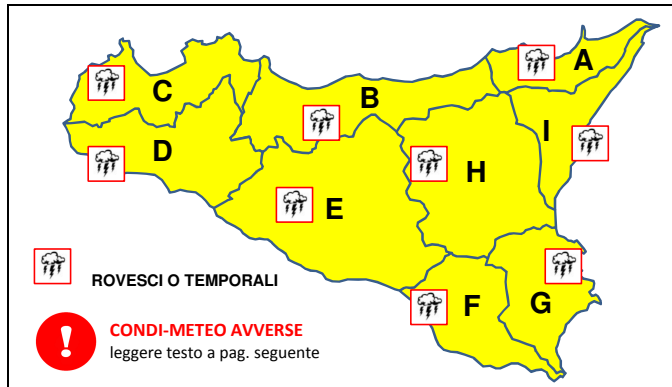 A
C
B
I
D
H
E
G
F
ROVESCI O TEMPORALI
!
CONDI-METEO AVVERSE
leggere testo a pag. seguente